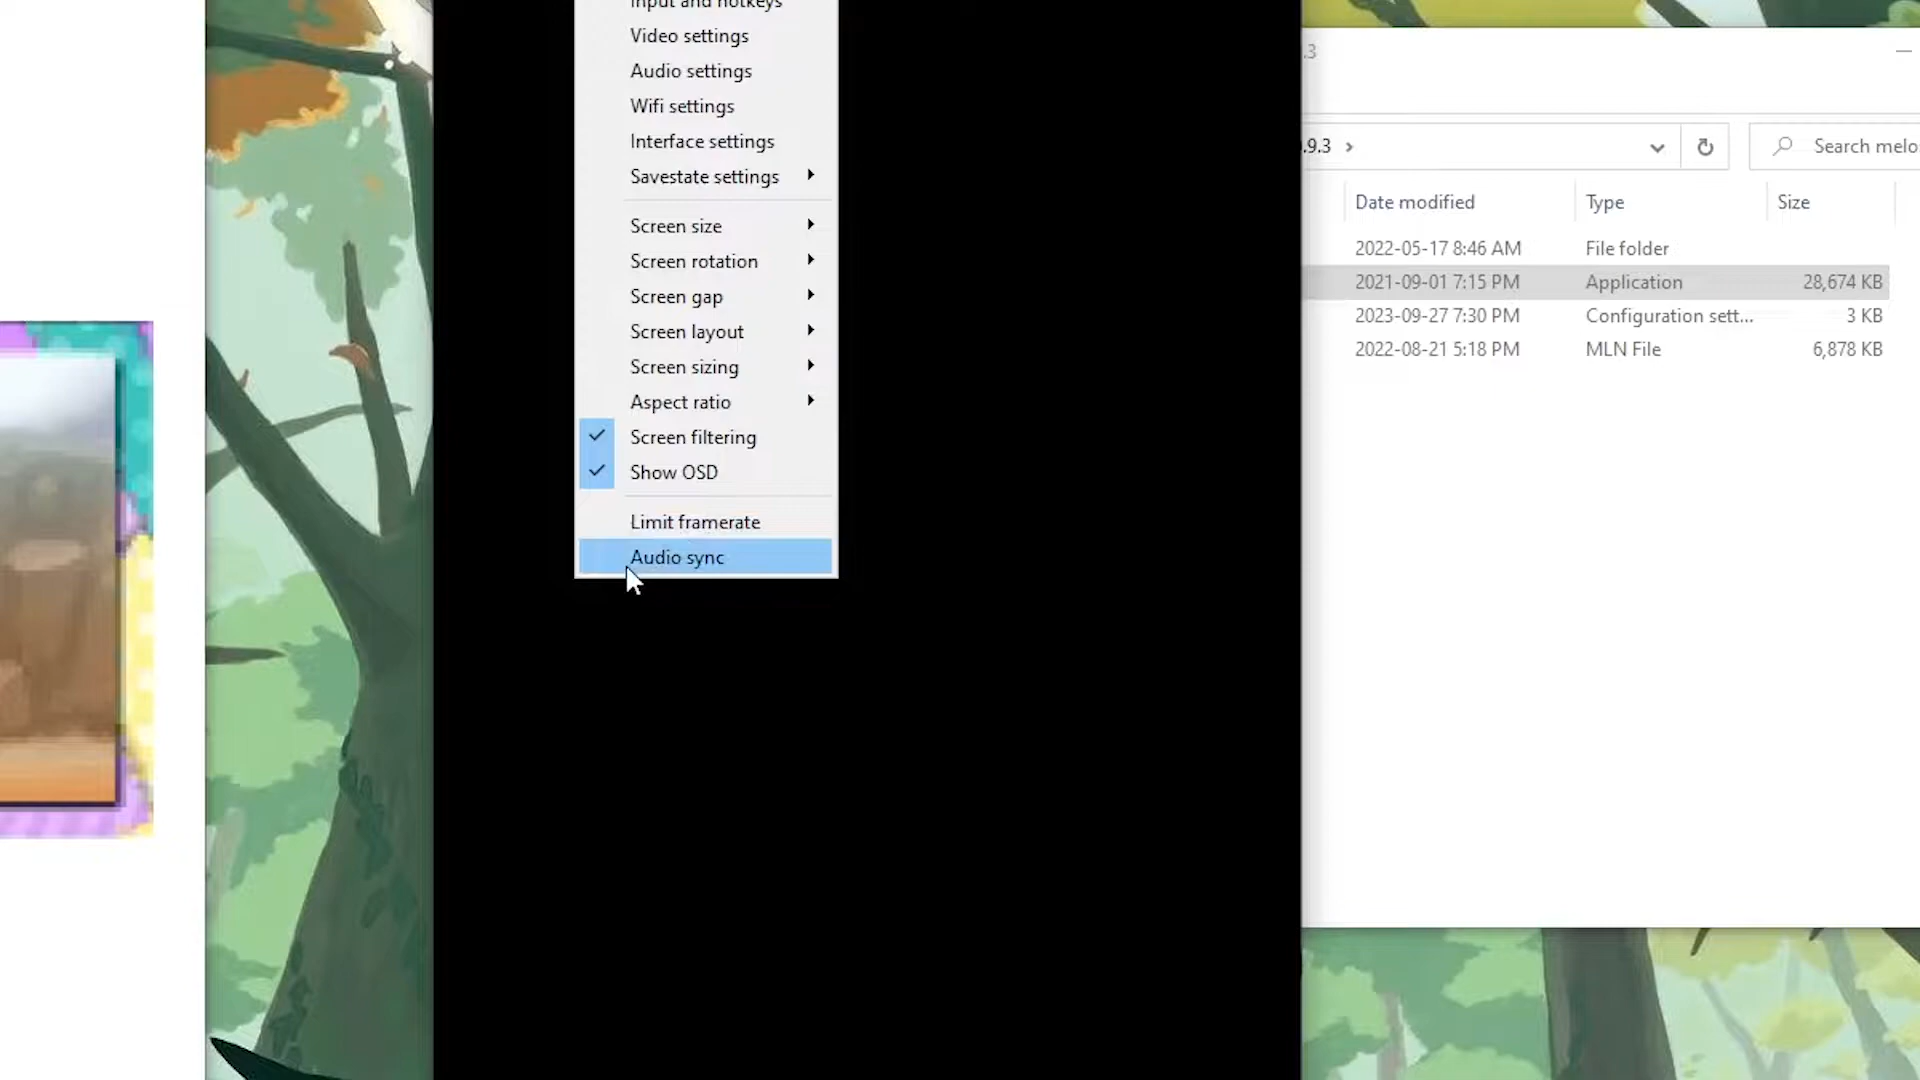 Input and hotkeys
Video settings
Audio settings
Wifi settings
Interface settings
Savestate settings
Screen size
Screen rotation
Screen gap
Screen layout
Screen sizing
Aspect ratio
Screen filtering
Show OSD
Limit framerate
Audio sync
.3
.9.3
Search melo
Date modified Type Size
2022-05-17 8:46 AM File folder
2021-09-01 7:15 PM Application 28,674 KB
2023-09-27 7:30 PM Configuration sett... 3 KB
2022-08-21 5:18 PM MLN File 6,878 KB